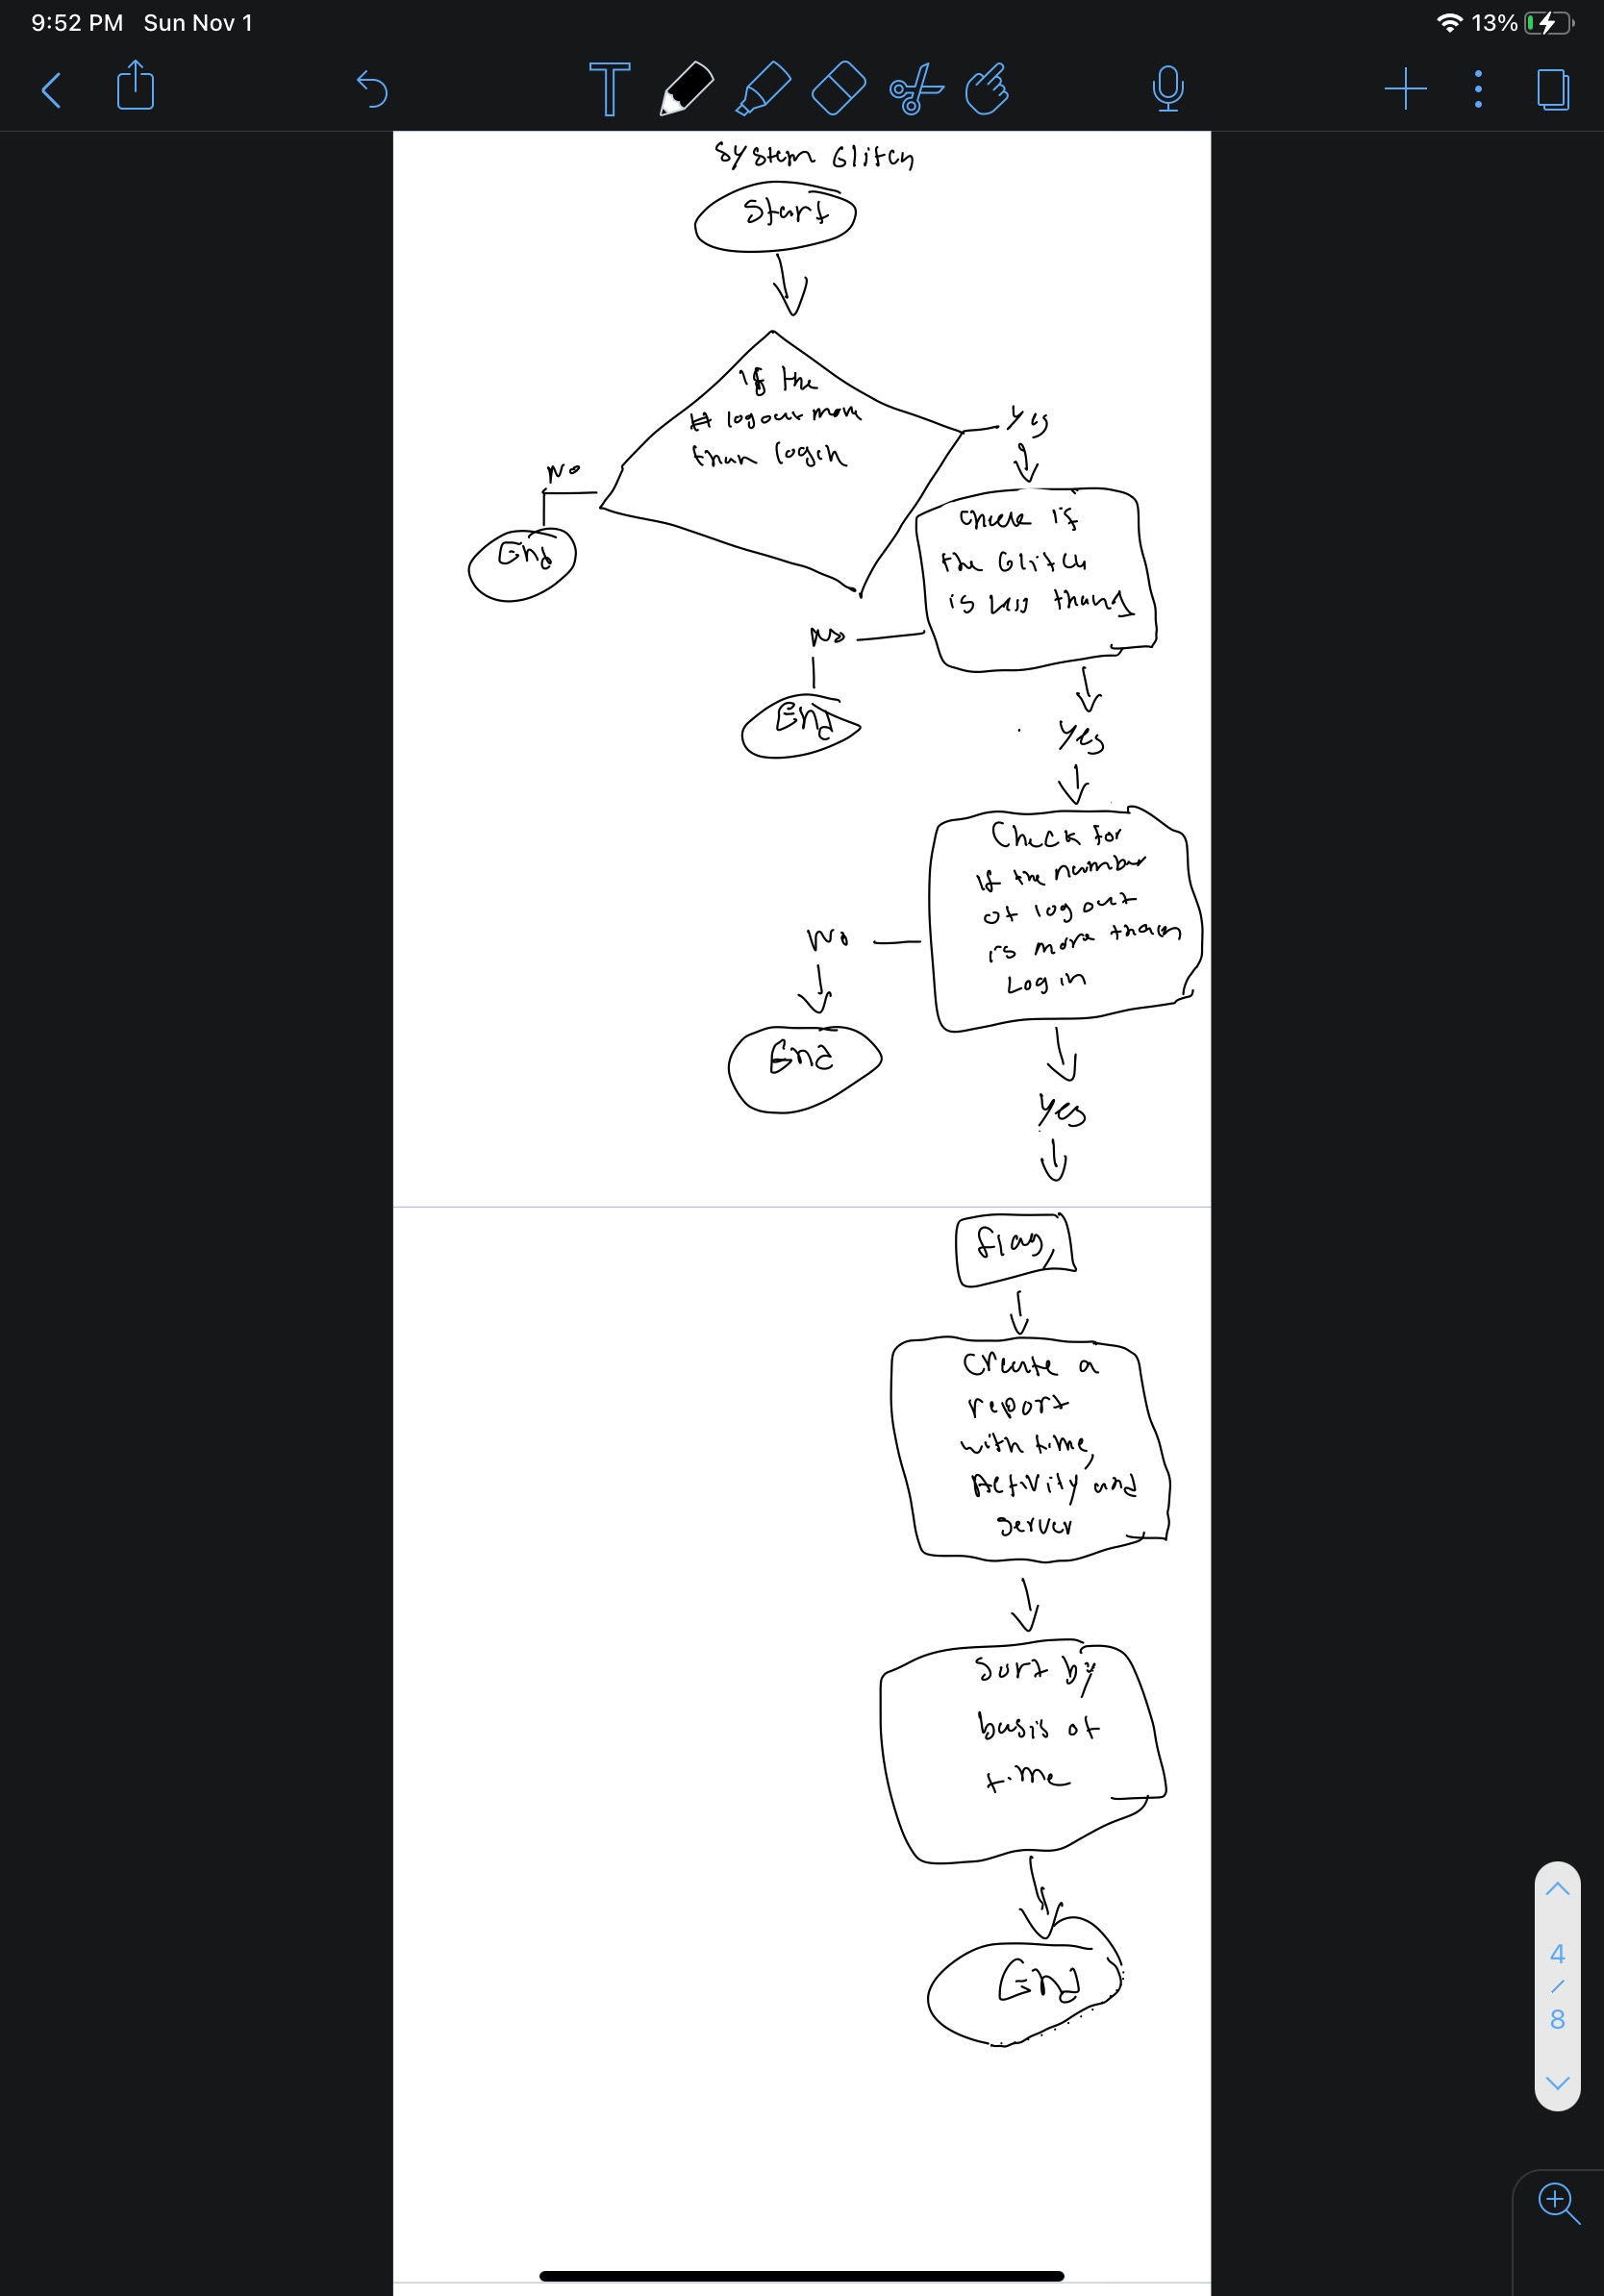 9:52 PM Sun Nov 1
13%
T
System Glitch
Start
If the
# logout more
than login
Yes
No
End
Check if
the Glitch
is less than 1
No
End
Yes
Check for
if the number
of log out
is more than
Log in
No
End
Yes
flag
Create a
report
with time,
Activity and
server
Sort by
basis of
time
End
4
/
8